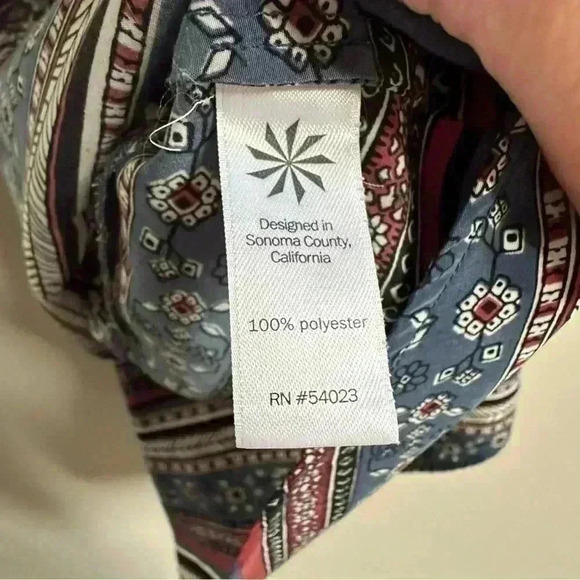 Designed in
Sonoma County,
California
100% polyester
RN #54023